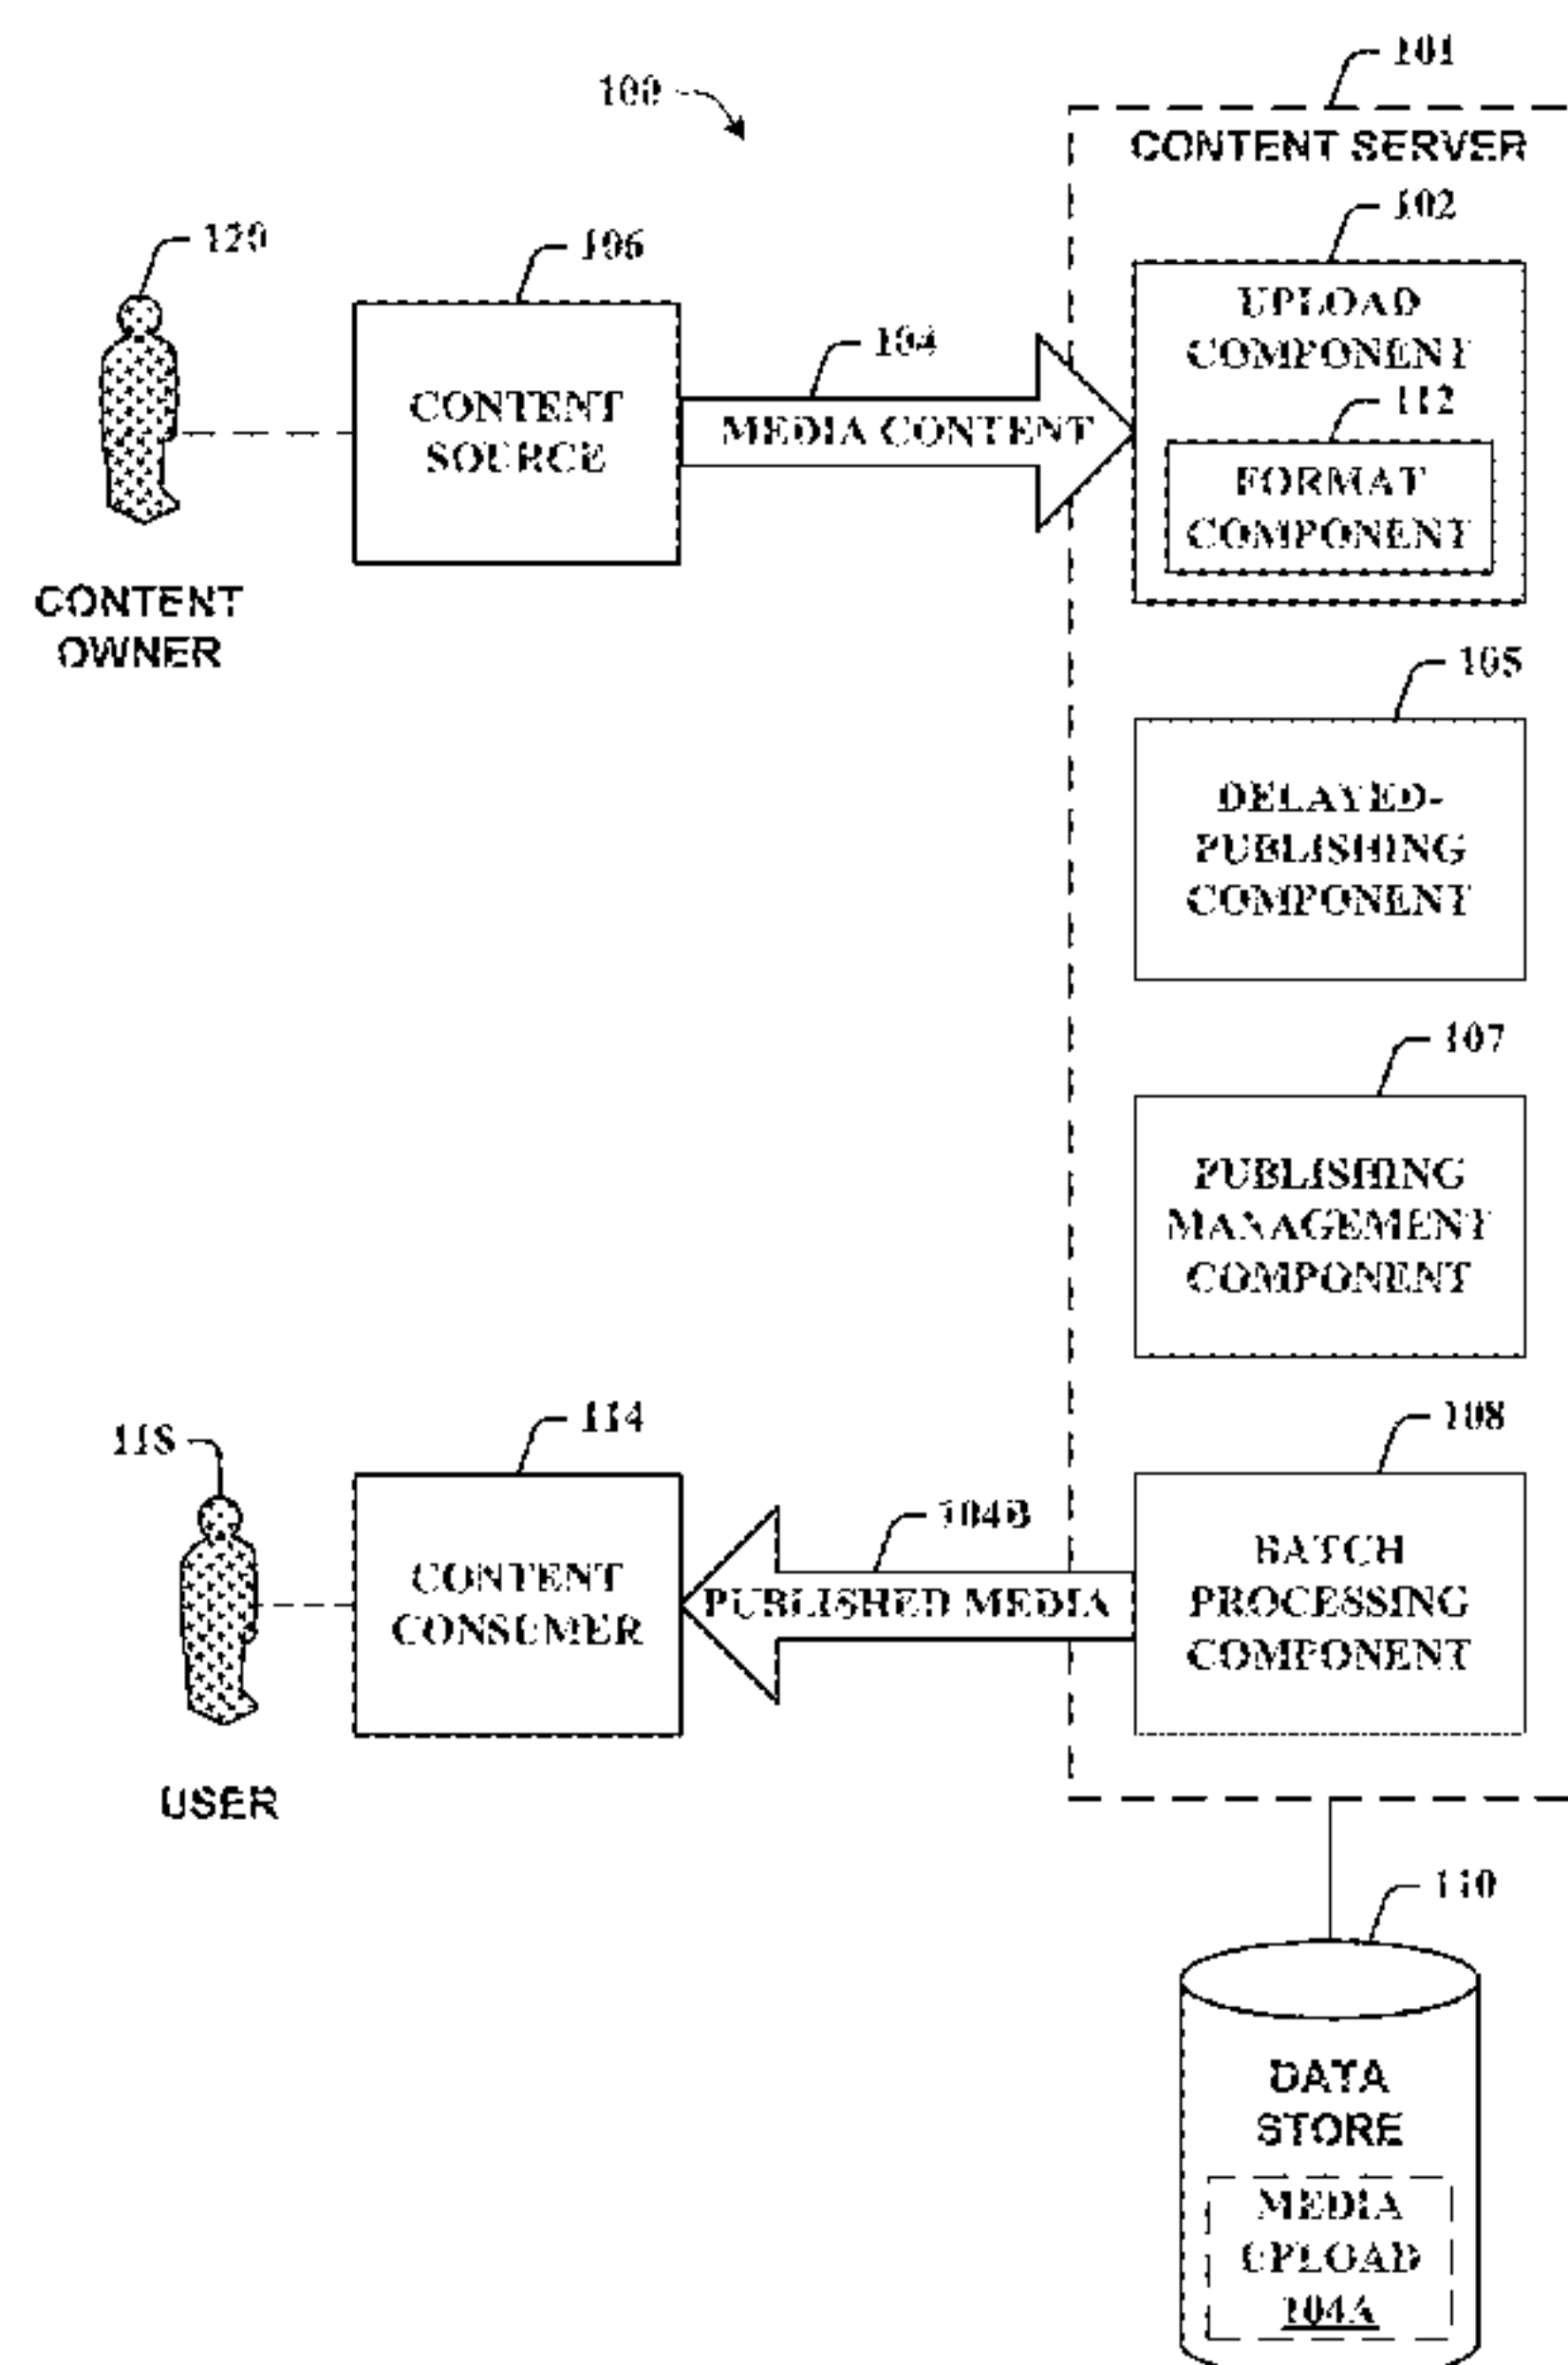 100
101
CONTENT SERVER
102
UPLOAD
COMPONENT
112
FORMAT
COMPONENT
120
CONTENT
OWNER
106
CONTENT
SOURCE
104
MEDIA CONTENT
105
DELAYED-
PUBLISHING
COMPONENT
107
PUBLISHING
MANAGEMENT
COMPONENT
118
USER
114
CONTENT
CONSUMER
104B
PUBLISHED MEDIA
108
BATCH
PROCESSING
COMPONENT
110
DATA
STORE
MEDIA
UPLOAD
104A